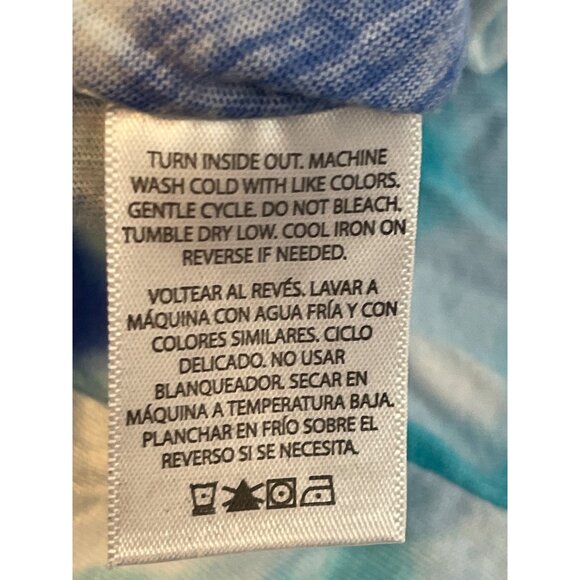 TURN INSIDE OUT. MACHINE
WASH COLD WITH LIKE COLORS.
GENTLE CYCLE. DO NOT BLEACH.
TUMBLE DRY LOW. COOL IRON ON
REVERSE IF NEEDED.
VOLTEAR AL REVÉS. LAVAR A
MÁQUINA CON AGUA FRÍA Y CON
COLORES SIMILARES. CICLO
DELICADO. NO USAR
BLANQUEADOR. SECAR EN
MÁQUINA A TEMPERATURA BAJA.
PLANCHAR EN FRÍO SOBRE EL
REVERSO SI SE NECESITA.